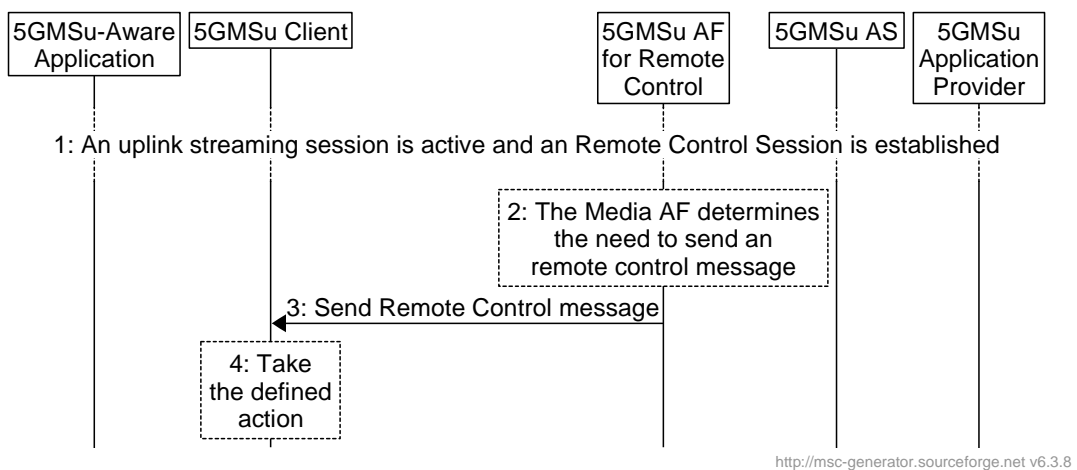 5GMSu-Aware
Application
5GMSu Client
5GMSu AF
for Remote
Control
5GMSu AS
5GMSu
Application
Provider
1: An uplink streaming session is active and an Remote Control Session is established
2: The Media AF determines
the need to send an
remote control message
3: Send Remote Control message
4: Take
the defined
action
http://msc-generator.sourceforge.net v6.3.8